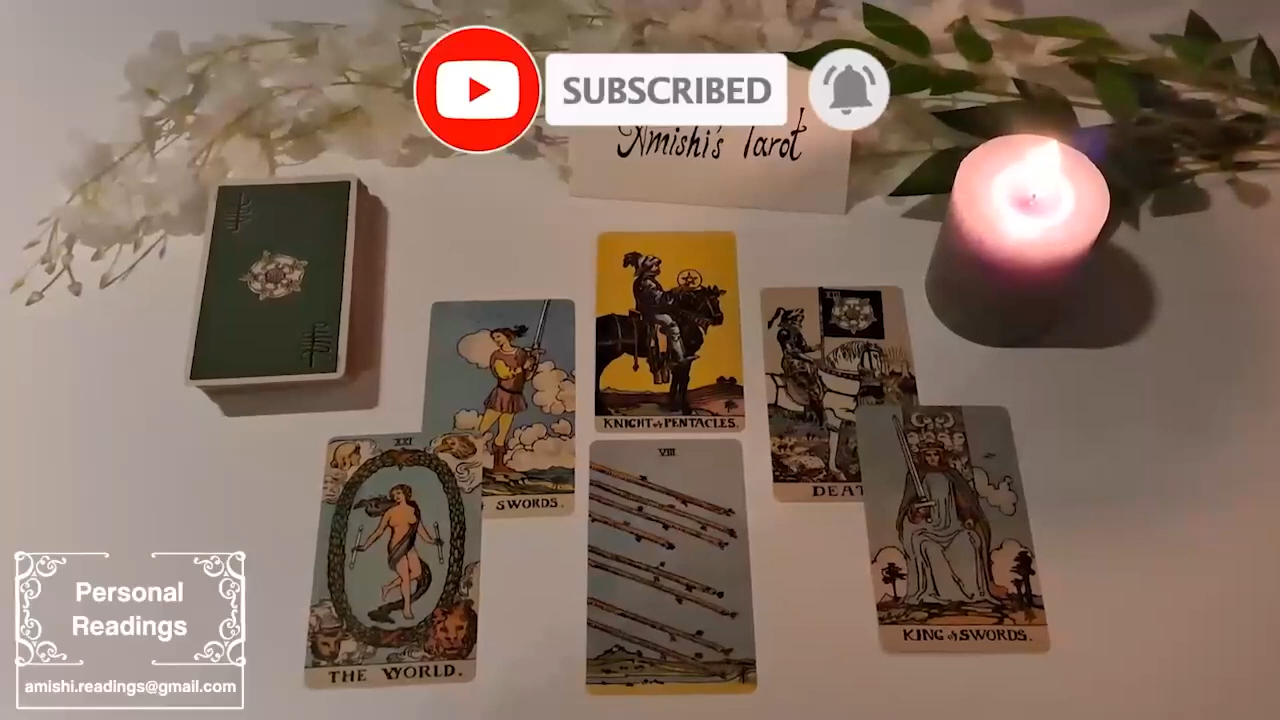 SUBSCRIBED
Amishi's Tarot
KNIGHT of PENTACLES.
VIII
SWORDS.
XXI
THE WORLD.
DEAT
KING of SWORDS.
Personal
Readings
amishi.readings@gmail.com